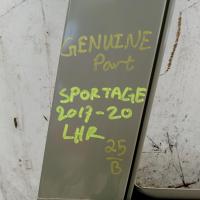 GENUINE
Part
SPORTAGE
2017-20
LHR
25
B